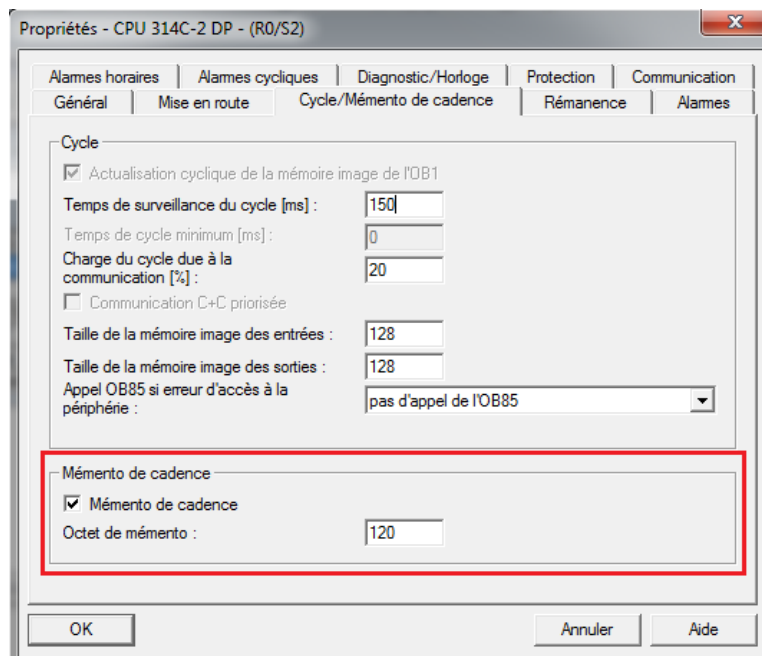 Propriétés - CPU 314C-2 DP - (R0/S2)
Alarmes horaires
Alarmes cycliques
Diagnostic/Horloge
Protection
Communication
Général
Mise en route
Cycle/Mémento de cadence
Rémanence
Alarmes
Cycle
Actualisation cyclique de la mémoire image de l'OB1
Temps de surveillance du cycle [ms] :
150
Temps de cycle minimum [ms] :
0
Charge du cycle due à la
communication [%] :
20
Communication C+C priorisée
Taille de la mémoire image des entrées :
128
Taille de la mémoire image des sorties :
128
Appel OB85 si erreur d'accès à la
périphérie :
pas d'appel de l'OB85
Mémento de cadence
Mémento de cadence
Octet de mémento :
120
OK
Annuler
Aide